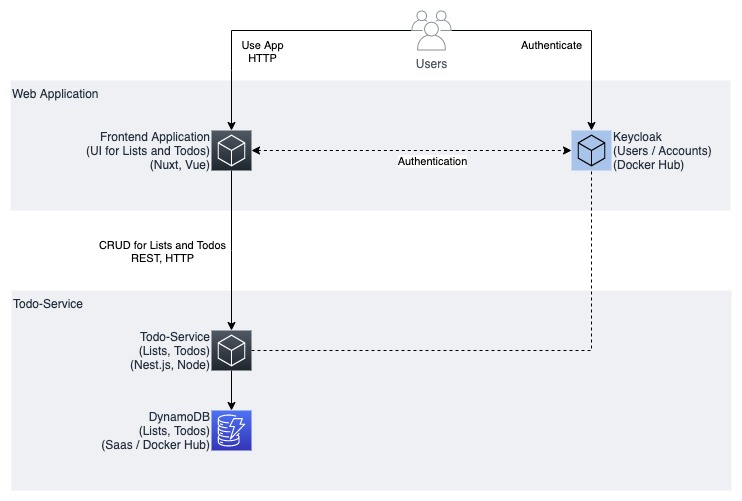 Use App
HTTP
Users
Authenticate
Web Application
Frontend Application
(UI for Lists and Todos)
(Nuxt, Vue)
Authentication
Keycloak
(Users / Accounts)
(Docker Hub)
CRUD for Lists and Todos
REST, HTTP
Todo-Service
Todo-Service
(Lists, Todos)
(Nest.js, Node)
DynamoDB
(Lists, Todos)
(Saas / Docker Hub)